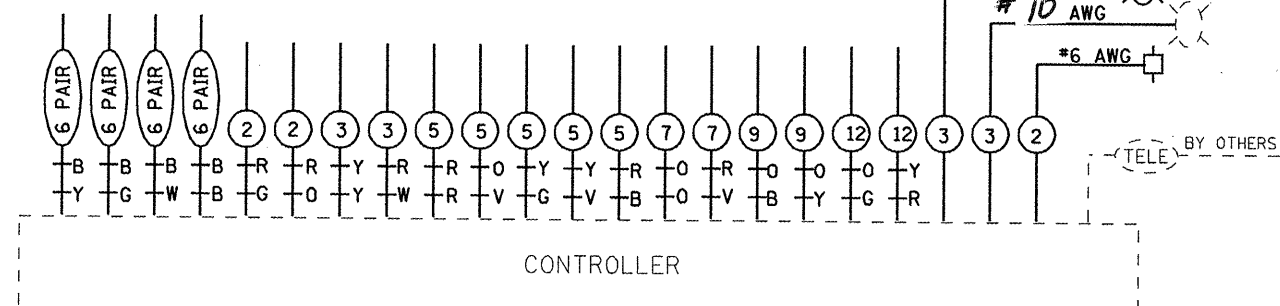 # 10 AWG
#6 AWG
6 PAIR 6 PAIR 6 PAIR 6 PAIR 2 2 3 3 5 5 5 5 5 7 7 9 9 12 12 3 3 2
BY OTHERS
TELE
B B B B R R Y R R O Y Y R O R O O O Y
Y G W B G O Y W R V G V B O V B Y G R
CONTROLLER